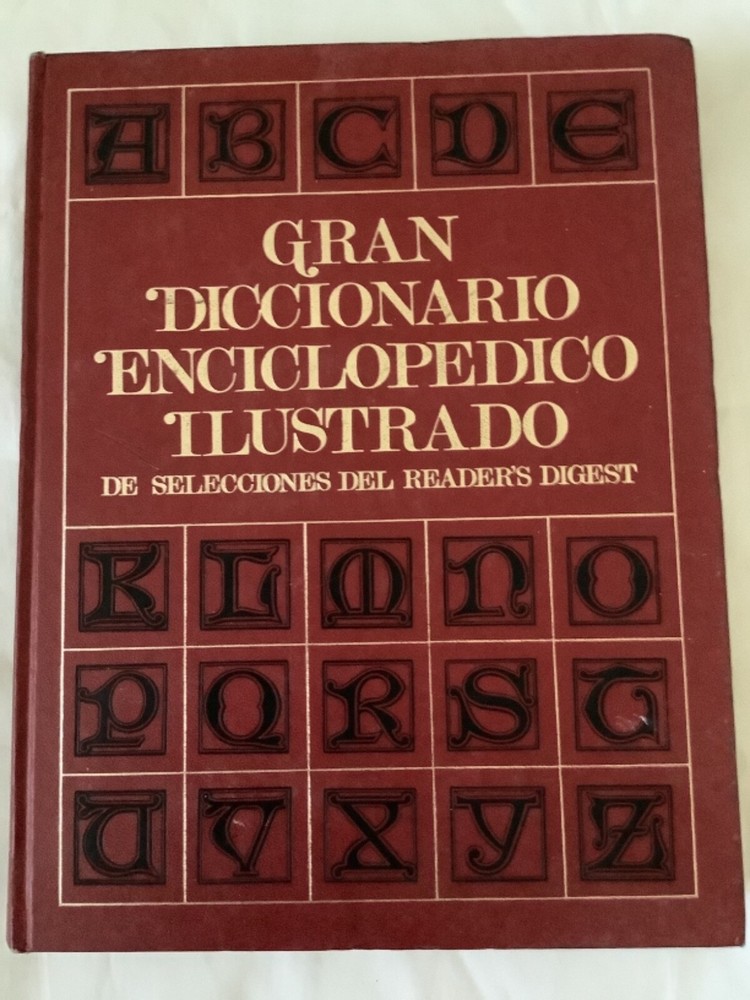 A B C D E
GRAN
DICCIONARIO
ENCICLOPEDICO
ILUSTRADO
DE SELECCIONES DEL READER'S DIGEST
K L M N O
P Q R S T
U V X Y Z